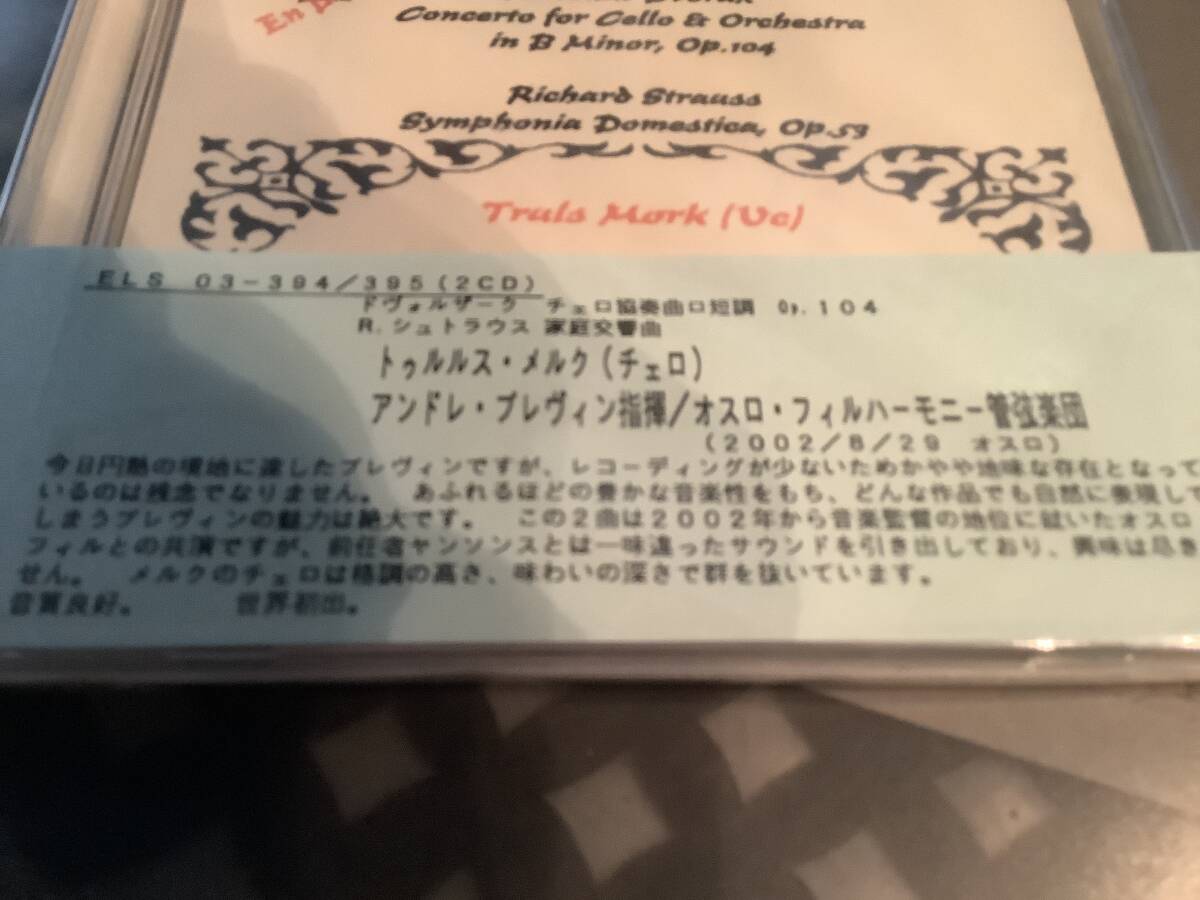 En
Concerto for Cello & Orchestra
in B Minor, Op.104
Richard Strauss
Symphonia Domestica, Op.53
Truls Mørk (Vc)
ELS 03-394/395(2CD)
ドヴォルザーク チェロ協奏曲ロ短調 Op.104
R.シュトラウス 家庭交響曲
トゥルルス・メルク(チェロ)
アンドレ・プレヴィン指揮/オスロ・フィルハーモニー管弦楽団
(2002/8/29 オスロ)
今日円熟の境地に達したプレヴィンですが、レコーディングが少ないためかやや地味な存在となって
いるのは残念でなりません。 あふれるほどの豊かな音楽性をもち、どんな作品でも自然に表現して
しまうプレヴィンの魅力は絶大です。 この2曲は2002年から音楽監督の地位に就いたオスロ
フィルとの共演ですが、前任者ヤンソンスとは一味違ったサウンドを引き出しており、興味は尽き
せん。 メルクのチェロは格調の高さ、味わいの深さで群を抜いています。
音質良好。 世界初出。